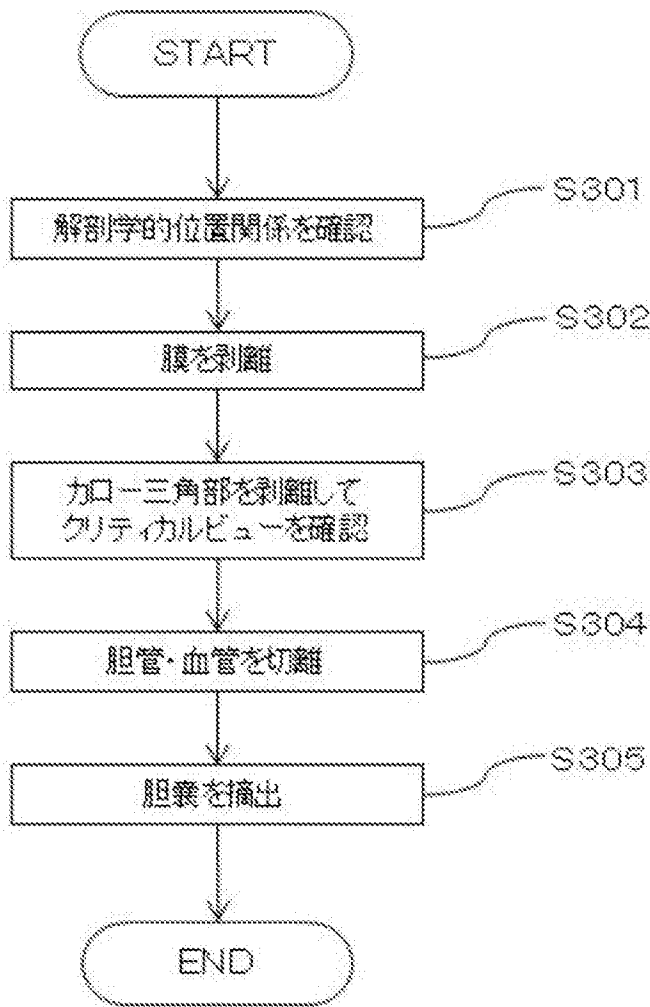 START
S301
解剖学的位置関係を確認
S302
膜を剥離
S303
カロー三角部を剥離して
クリティカルビューを確認
S304
胆管・血管を切離
S305
胆嚢を摘出
END